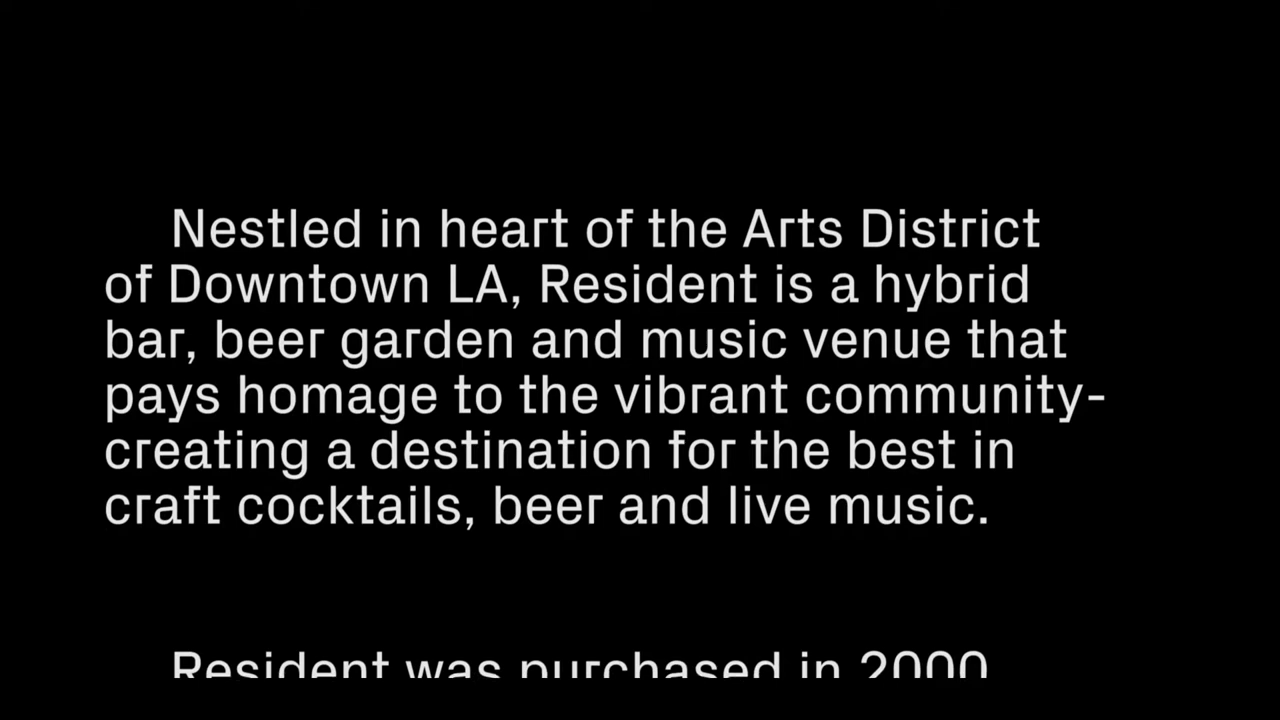 Nestled in heart of the Arts District
of Downtown LA, Resident is a hybrid
bar, beer garden and music venue that
pays homage to the vibrant community-
creating a destination for the best in
craft cocktails, beer and live music.
Resident was purchased in 2000